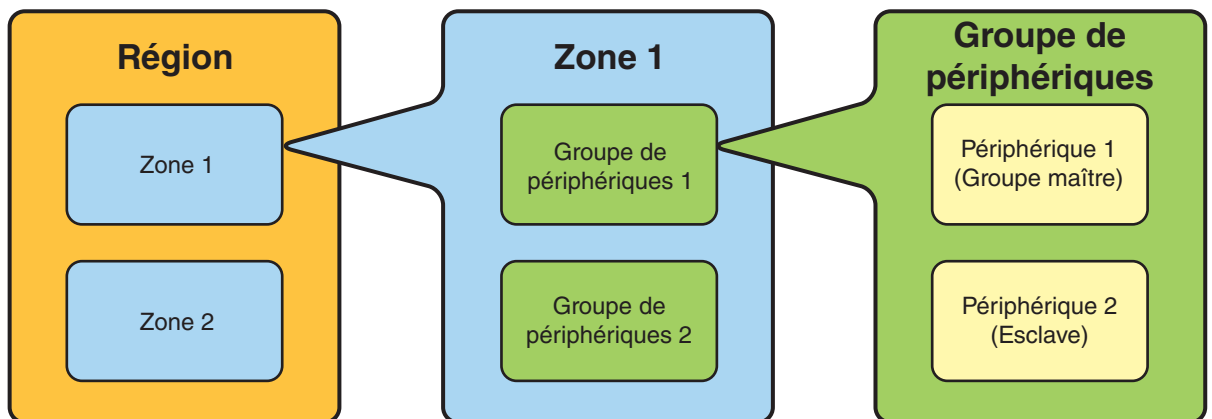 Région
Zone 1
Zone 2
Zone 1
Groupe de
périphériques 1
Groupe de
périphériques 2
Groupe de
périphériques
Périphérique 1
(Groupe maître)
Périphérique 2
(Esclave)